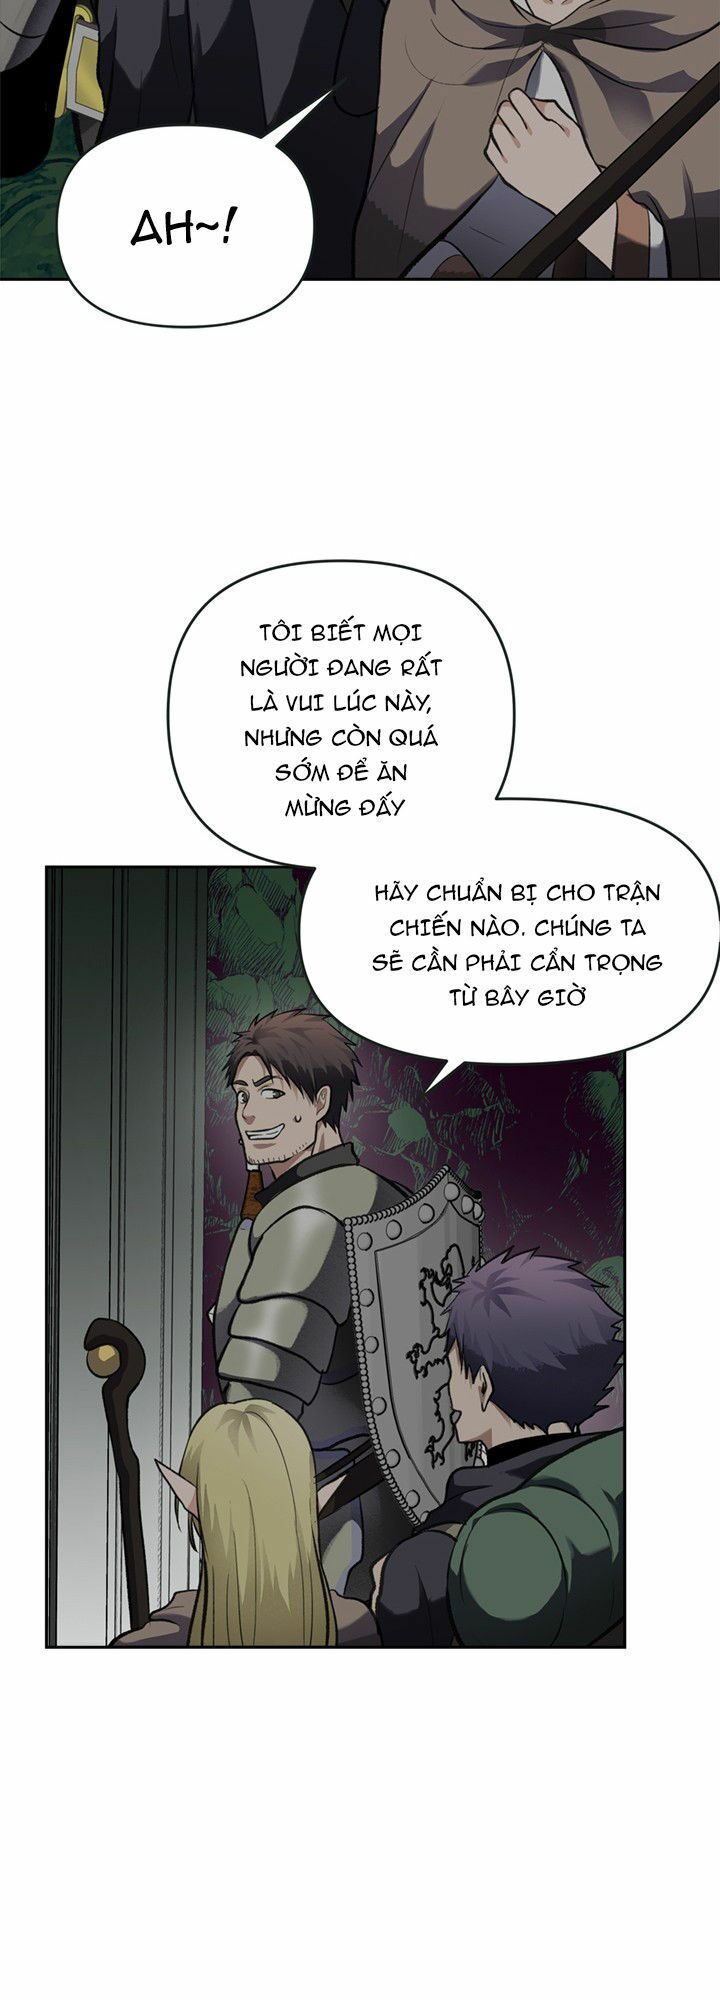 AH~!
TÔI BIẾT MỌI
NGƯỜI ĐANG RẤT
LÀ VUI LÚC NÀY,
NHƯNG CÒN QUÁ
SỚM ĐỂ ĂN
MỪNG ĐẤY
HÃY CHUẨN BỊ CHO TRẬN
CHIẾN NÀO. CHÚNG TA
SẼ CẦN PHẢI CẨN TRỌNG
TỪ BÂY GIỜ